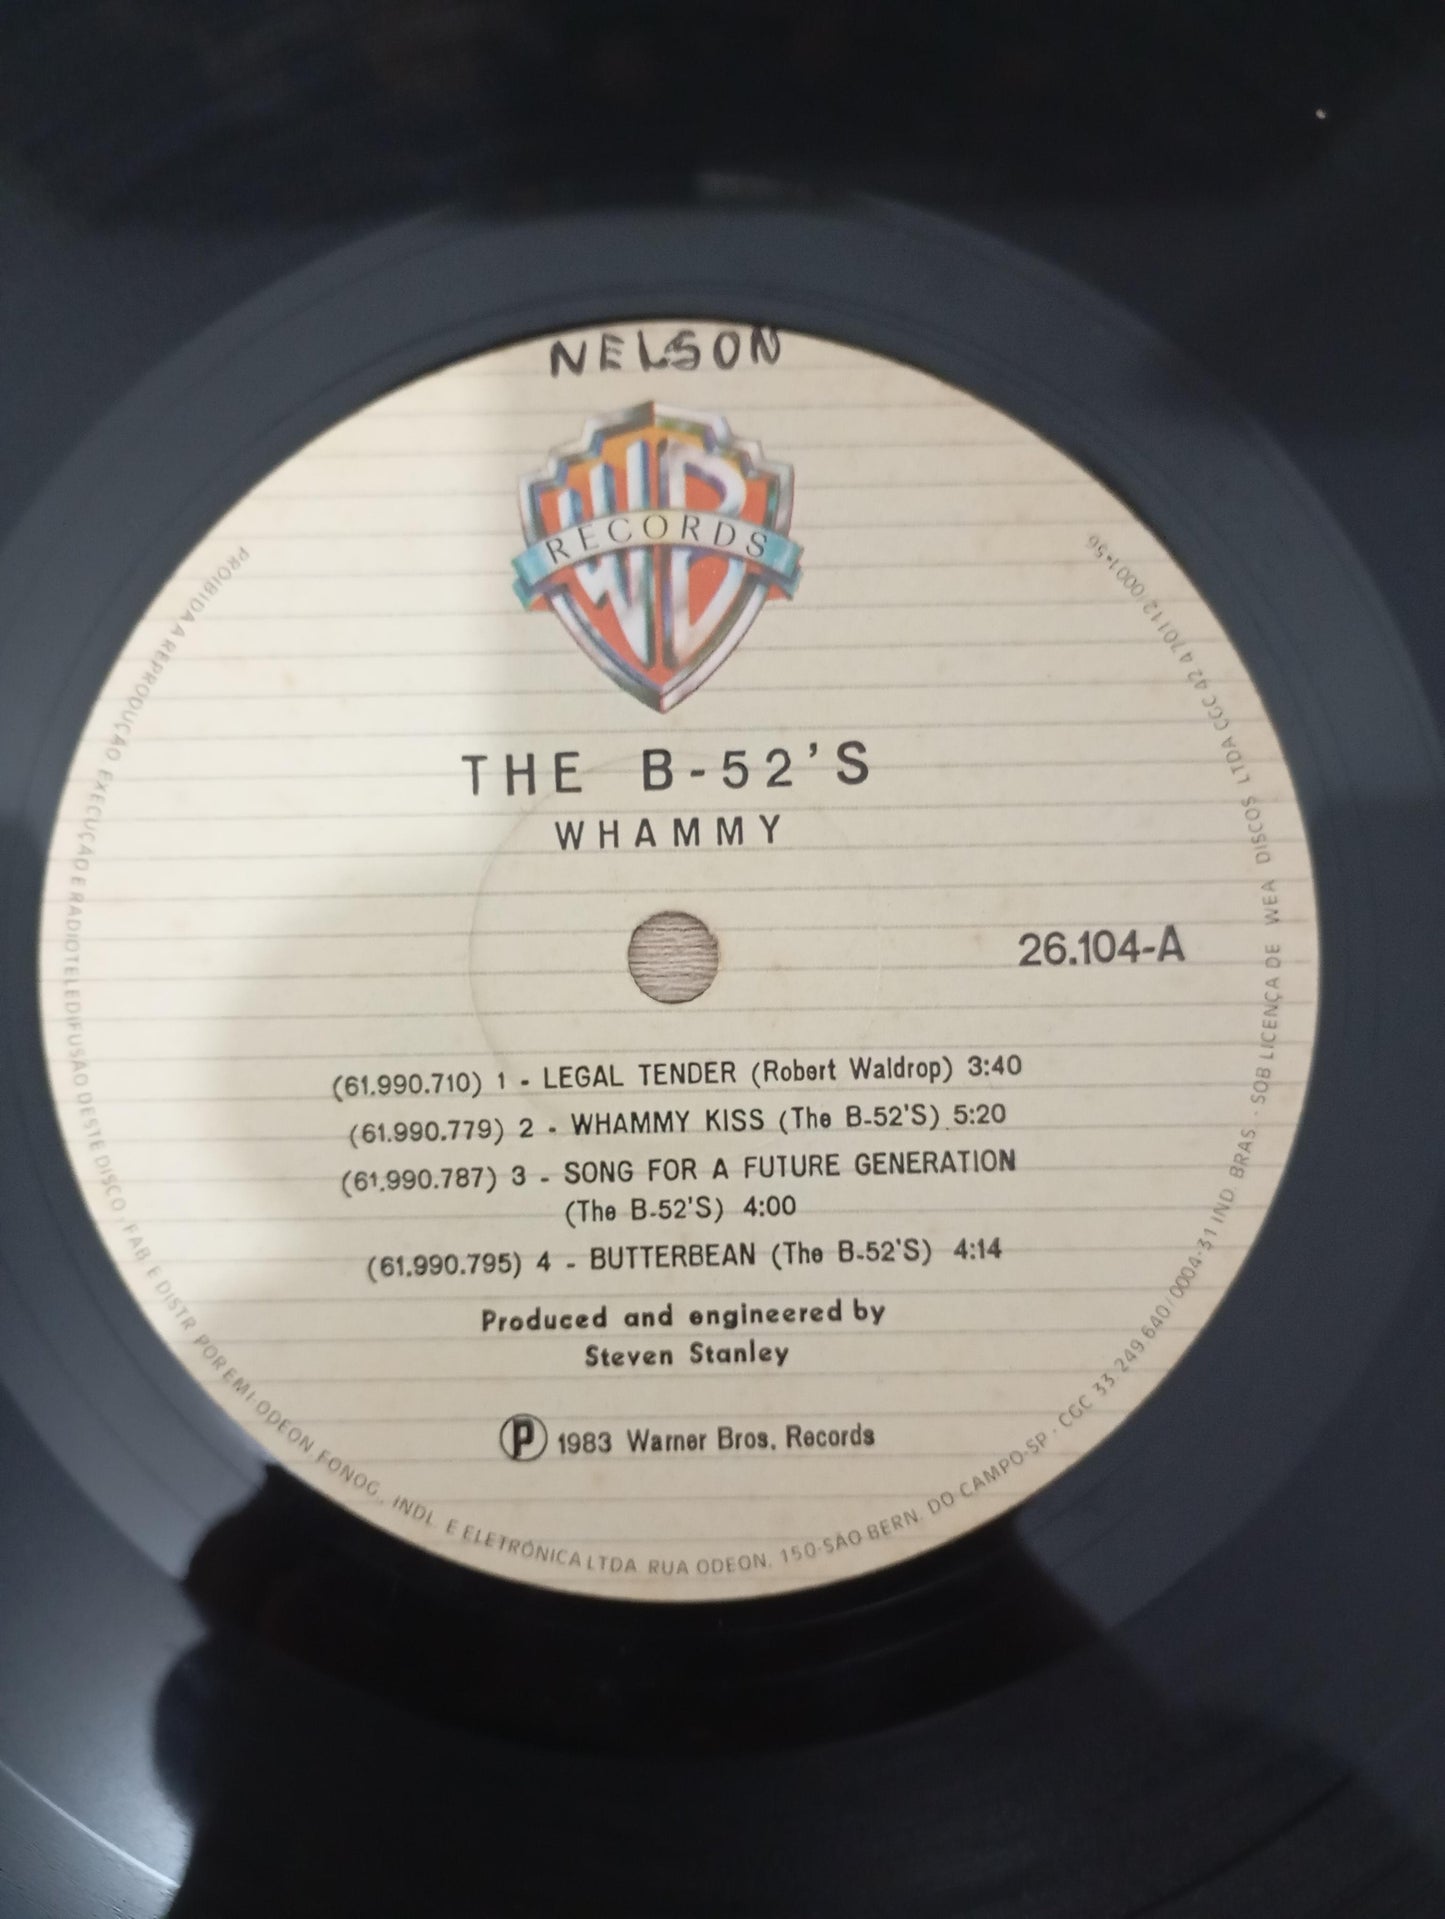 NELSON
WB
RECORDS
THE B-52'S
WHAMMY
26.104-A
(61.990.710) 1 - LEGAL TENDER (Robert Waldrop) 3:40
(61.990.779) 2 - WHAMMY KISS (The B-52'S) 5:20
(61.990.787) 3 - SONG FOR A FUTURE GENERATION
(The B-52'S) 4:00
(61.990.795) 4 - BUTTERBEAN (The B-52'S) 4:14
Produced and engineered by
Steven Stanley
Ⓟ 1983 Warner Bros. Records
PROIBIDA A REPRODUÇÃO EXECUÇÃO E RADIOTELEDIFUSÃO DESTE DISCO / FAB E DISTR POR EMI-ODEON FONOG., INDL. E ELETRÔNICA LTDA RUA ODEON, 150-SÃO BERN. DO CAMPO-SP · CGC 33 249 640/0004-31 IND. BRAS. · SOB LICENÇA DE WEA DISCOS LTDA CGC 42 470112/0001-56